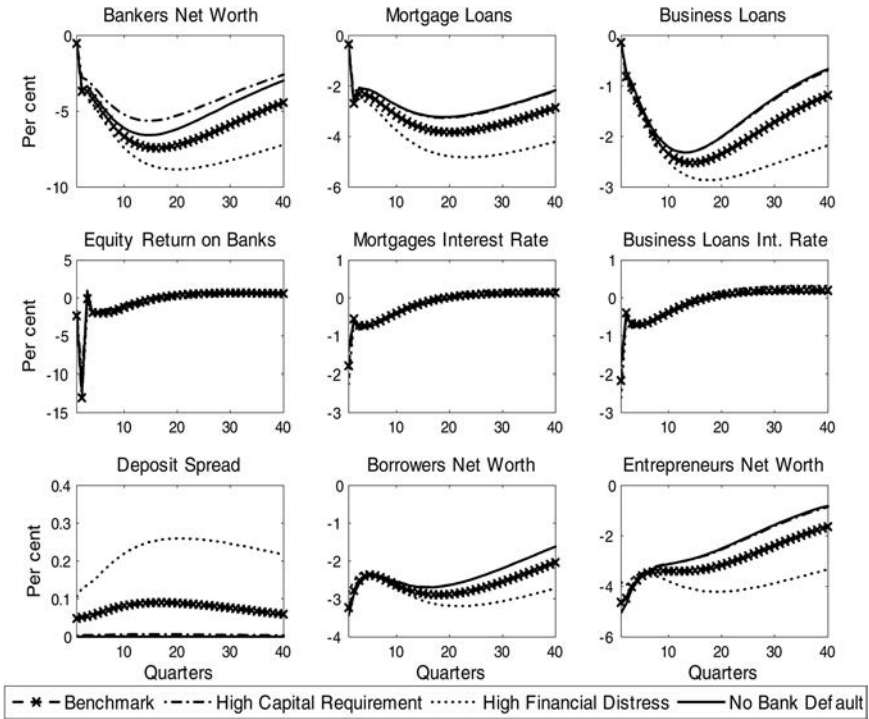 Bankers Net Worth Mortgage Loans Business Loans
0 0 0
Per cent
-5 -2 -1
-4 -2
-10 -6 -3
10 20 30 40 10 20 30 40 10 20 30 40
Equity Return on Banks Mortgages Interest Rate Business Loans Int. Rate
5 1 1
Per cent
0 0 0
-5 -1 -1
-10 -2 -2
-15 -3 -3
10 20 30 40 10 20 30 40 10 20 30 40
Deposit Spread Borrowers Net Worth Entrepreneurs Net Worth
0.4 0 0
Per cent
0.3 -1
0.2 -2 -2
0.1 -3 -4
0 -4 -6
10 20 30 40 10 20 30 40 10 20 30 40
Quarters Quarters Quarters
Benchmark High Capital Requirement High Financial Distress No Bank Default